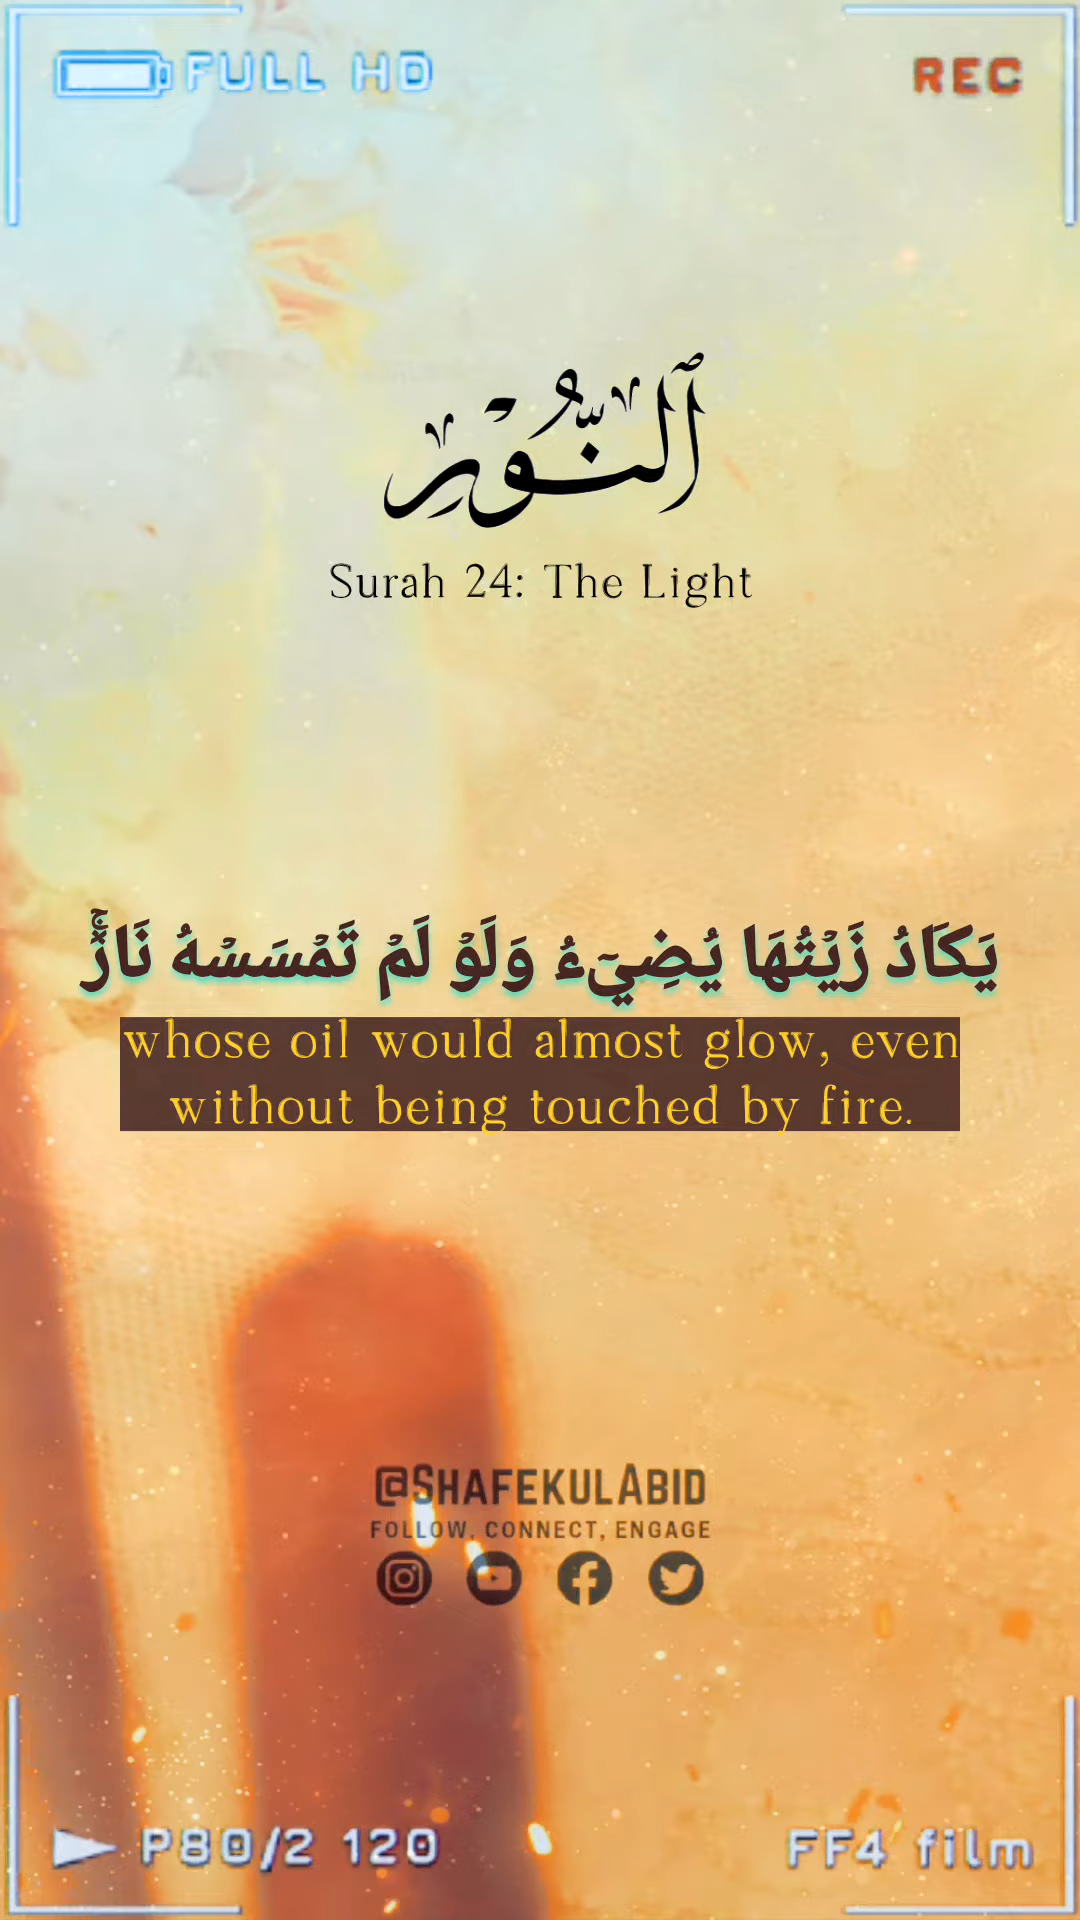 FULL HD
REC
ٱلنُّوْرِ
Surah 24: The Light
يَكَادُ زَيۡتُهَا يُضِيٓءُ وَلَوۡ لَمۡ تَمۡسَسۡهُ نَارٞۚ
whose oil would almost glow, even
without being touched by fire.
@SHAFEKULABID
FOLLOW, CONNECT, ENGAGE
P80/2 120
FF4 film